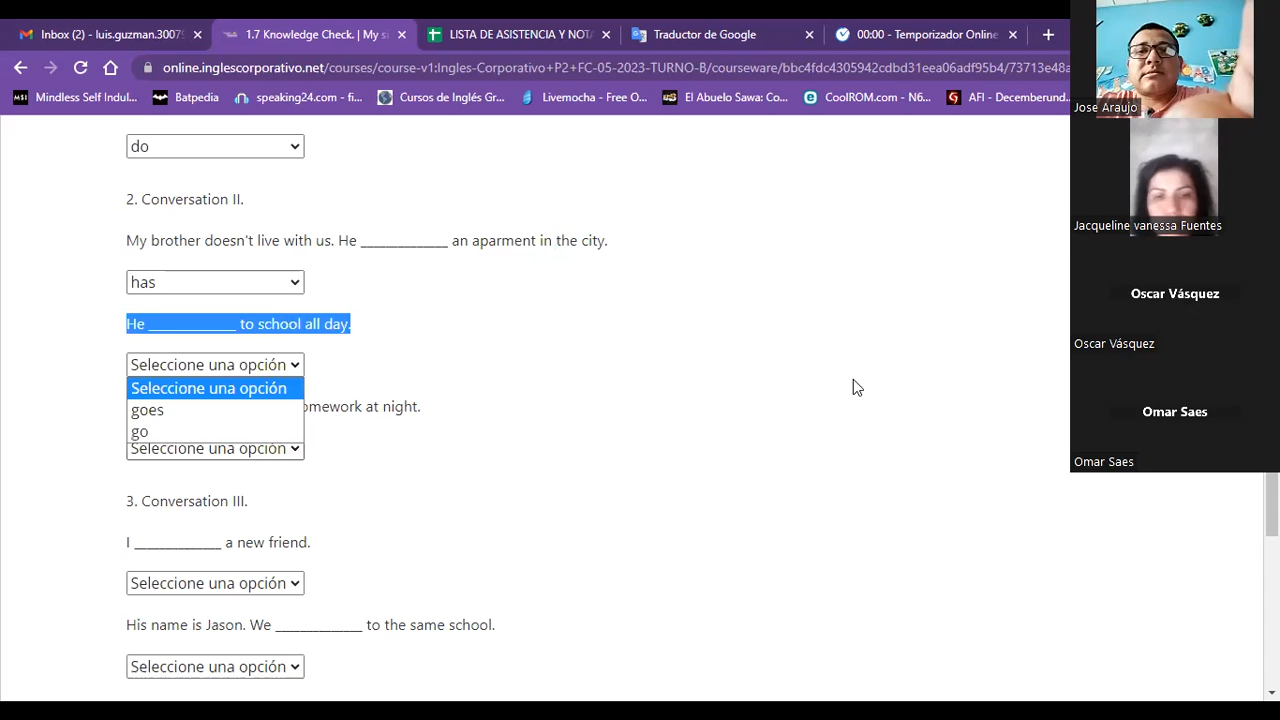 Inbox (2) - luis.guzman.3007
1.7 Knowledge Check. | My s
LISTA DE ASISTENCIA Y NOT
Traductor de Google
00:00 - Temporizador Online
online.inglescorporativo.net/courses/course-v1:Ingles-Corporativo+P2+FC-05-2023-TURNO-B/courseware/bbc4fdc4305942cdbd31eea06adf95b4/73713e48a
Mindless Self Indul...
Batpedia
speaking24.com - fi...
Cursos de Inglés Gr...
Livemocha - Free O...
El Abuelo Sawa: Co...
CoolROM.com - N6...
AFI - Decemberund...
do
2. Conversation II.
My brother doesn't live with us. He _____________ an aparment in the city.
has
He _____________ to school all day.
Seleccione una opción
Seleccione una opción
goes
omework at night.
go
Seleccione una opción
3. Conversation III.
I _____________ a new friend.
Seleccione una opción
His name is Jason. We _____________ to the same school.
Seleccione una opción
Jose Araujo
Jacqueline vanessa Fuentes
Oscar Vásquez
Oscar Vásquez
Omar Saes
Omar Saes